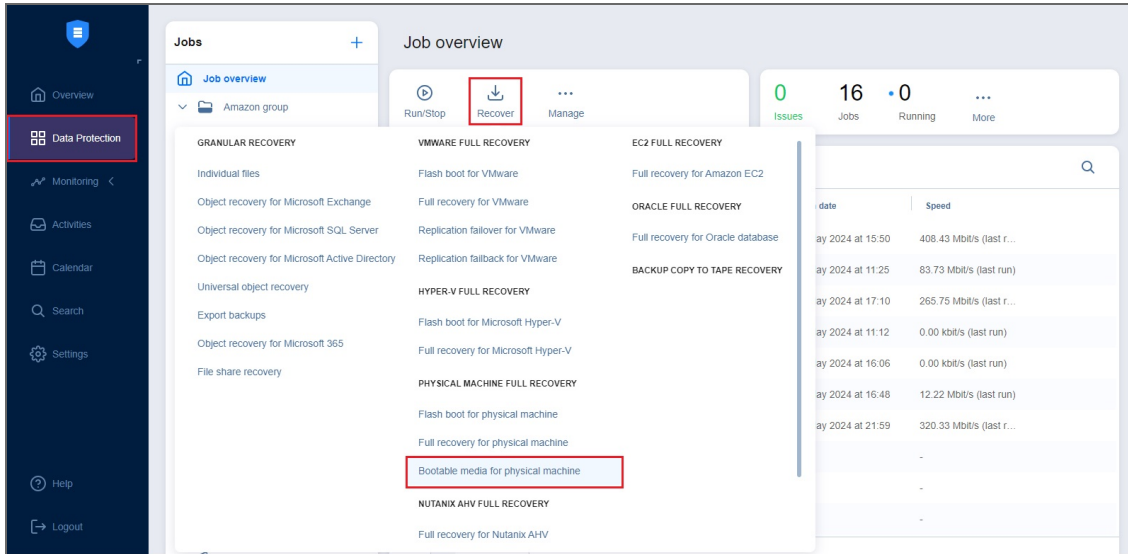 Jobs
+
Job overview
Job overview
Amazon group
Overview
Data Protection
Monitoring
Activities
Calendar
Search
Settings
Help
Logout
Run/Stop
Recover
Manage
0
Issues
16
Jobs
0
Running
More
GRANULAR RECOVERY
Individual files
Object recovery for Microsoft Exchange
Object recovery for Microsoft SQL Server
Object recovery for Microsoft Active Directory
Universal object recovery
Export backups
Object recovery for Microsoft 365
File share recovery
VMWARE FULL RECOVERY
Flash boot for VMware
Full recovery for VMware
Replication failover for VMware
Replication failback for VMware
HYPER-V FULL RECOVERY
Flash boot for Microsoft Hyper-V
Full recovery for Microsoft Hyper-V
PHYSICAL MACHINE FULL RECOVERY
Flash boot for physical machine
Full recovery for physical machine
Bootable media for physical machine
NUTANIX AHV FULL RECOVERY
Full recovery for Nutanix AHV
EC2 FULL RECOVERY
Full recovery for Amazon EC2
ORACLE FULL RECOVERY
Full recovery for Oracle database
BACKUP COPY TO TAPE RECOVERY
date Speed
ay 2024 at 15:50 408.43 Mbit/s (last r...
ay 2024 at 11:25 83.73 Mbit/s (last run)
ay 2024 at 17:10 265.75 Mbit/s (last r...
ay 2024 at 11:12 0.00 kbit/s (last run)
ay 2024 at 16:06 0.00 kbit/s (last run)
ay 2024 at 16:48 12.22 Mbit/s (last run)
ay 2024 at 21:59 320.33 Mbit/s (last r...
-
-
-